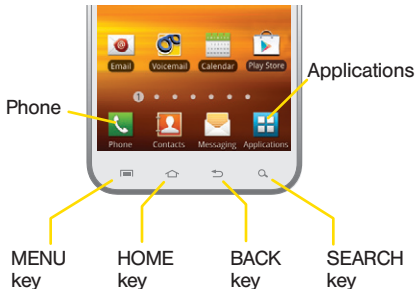 Email Voicemail Calendar Play Store
Applications
Phone
1
Phone Contacts Messaging Applications
MENU key
HOME key
BACK key
SEARCH key